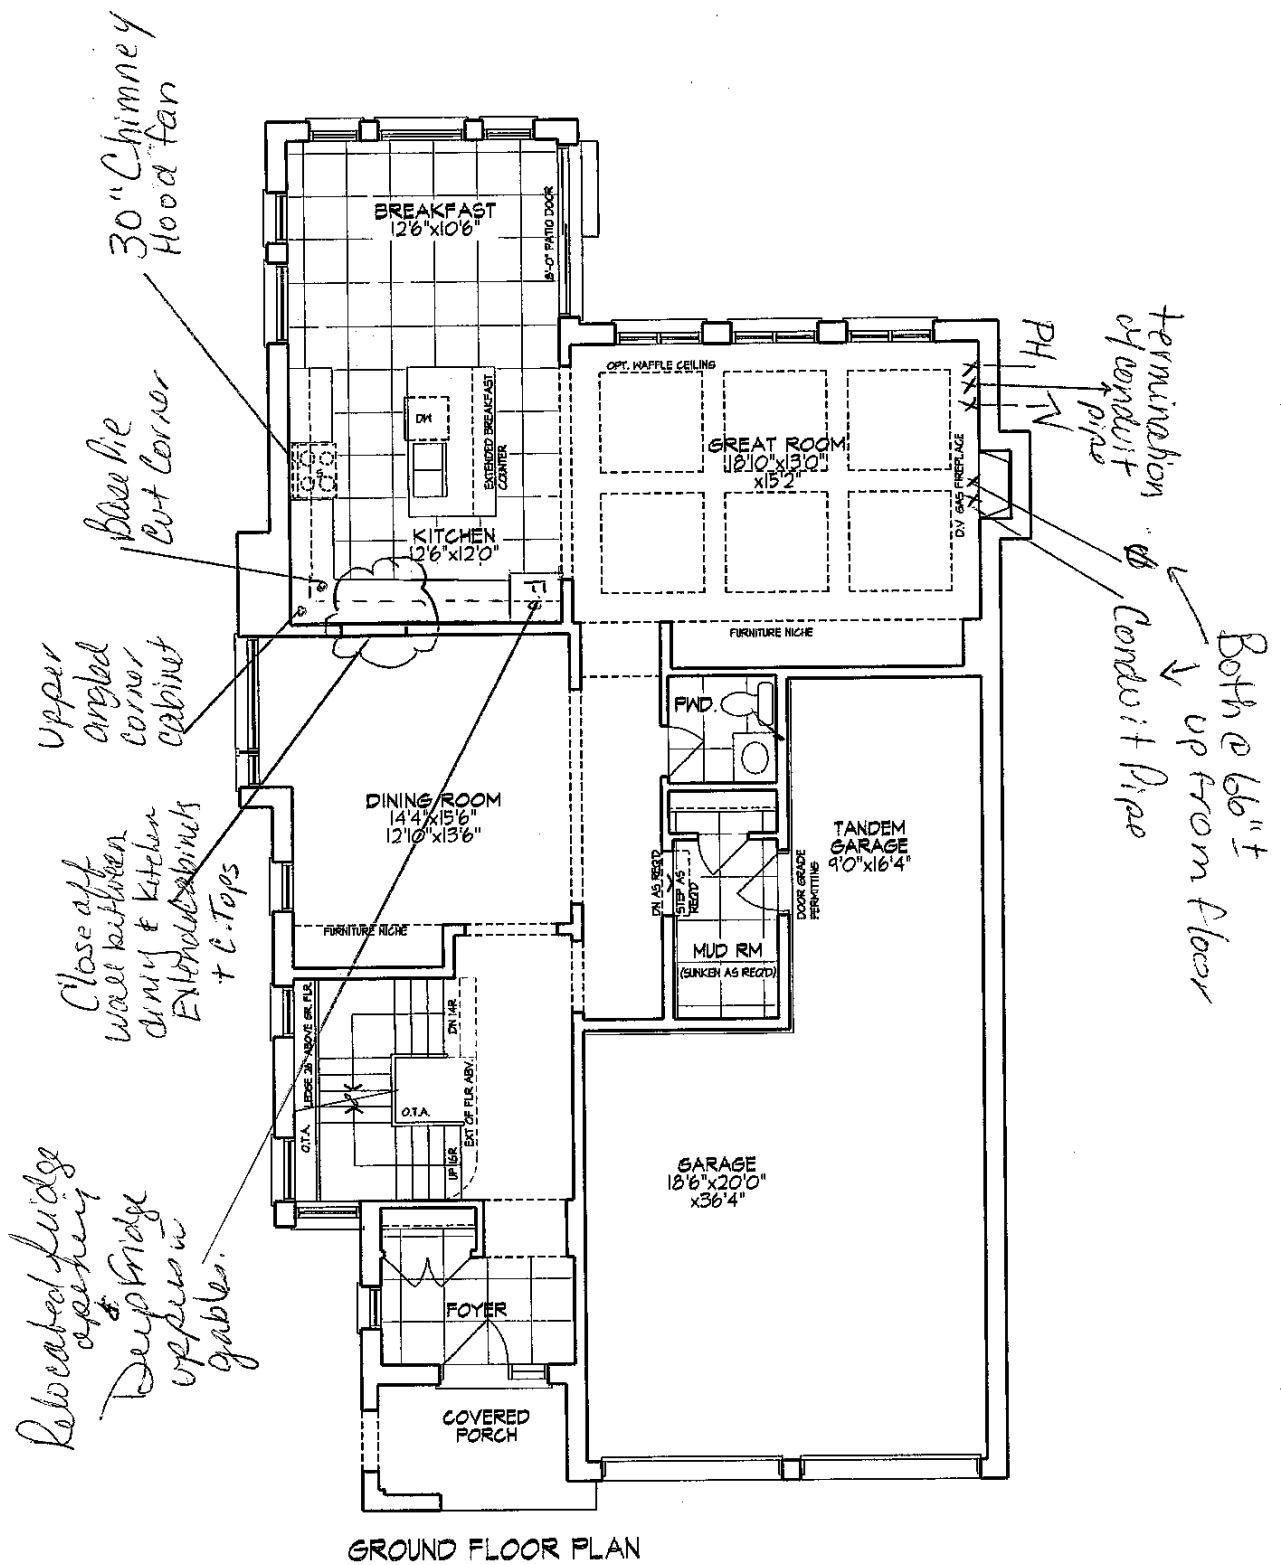 30" Chimney
Hood fan
Base Pie
Cut Corner
Upper
angled
corner
cabinet
Close off
wall between
dining & Kitchen
Extend Cabinets
+ C. Tops
Relocated fridge
opening
&
Deep Fridge
upper
gables.
BREAKFAST
12'6"x10'6"
8'-0" PATIO DOOR
DW
EXTENDED BREAKFAST
COUNTER
S
KITCHEN
12'6"x12'0"
F
OPT. WAFFLE CEILING
GREAT ROOM
18'10"x13'0"
x15'2"
D.V. GAS FIREPLACE
FURNITURE NICHE
PH
TV
termination
of conduit
pipe
Conduit Pipe
Both @ 66" ±
up from floor
PWD.
DINING ROOM
14'4"x15'6"
12'10"x13'6"
FURNITURE NICHE
TANDEM
GARAGE
9'0"x16'4"
DN AS REQ'D
STEP AS
REQ'D
DOOR GRADE
PERMITTING
MUD RM
(SUNKEN AS REQ'D)
O.T.A.
LEDGE 26" ABOVE GR. FLR.
DN 14R
O.T.A.
EXT OF FLR ABV.
UP 16R
GARAGE
18'6"x20'0"
x36'4"
FOYER
COVERED
PORCH
GROUND FLOOR PLAN